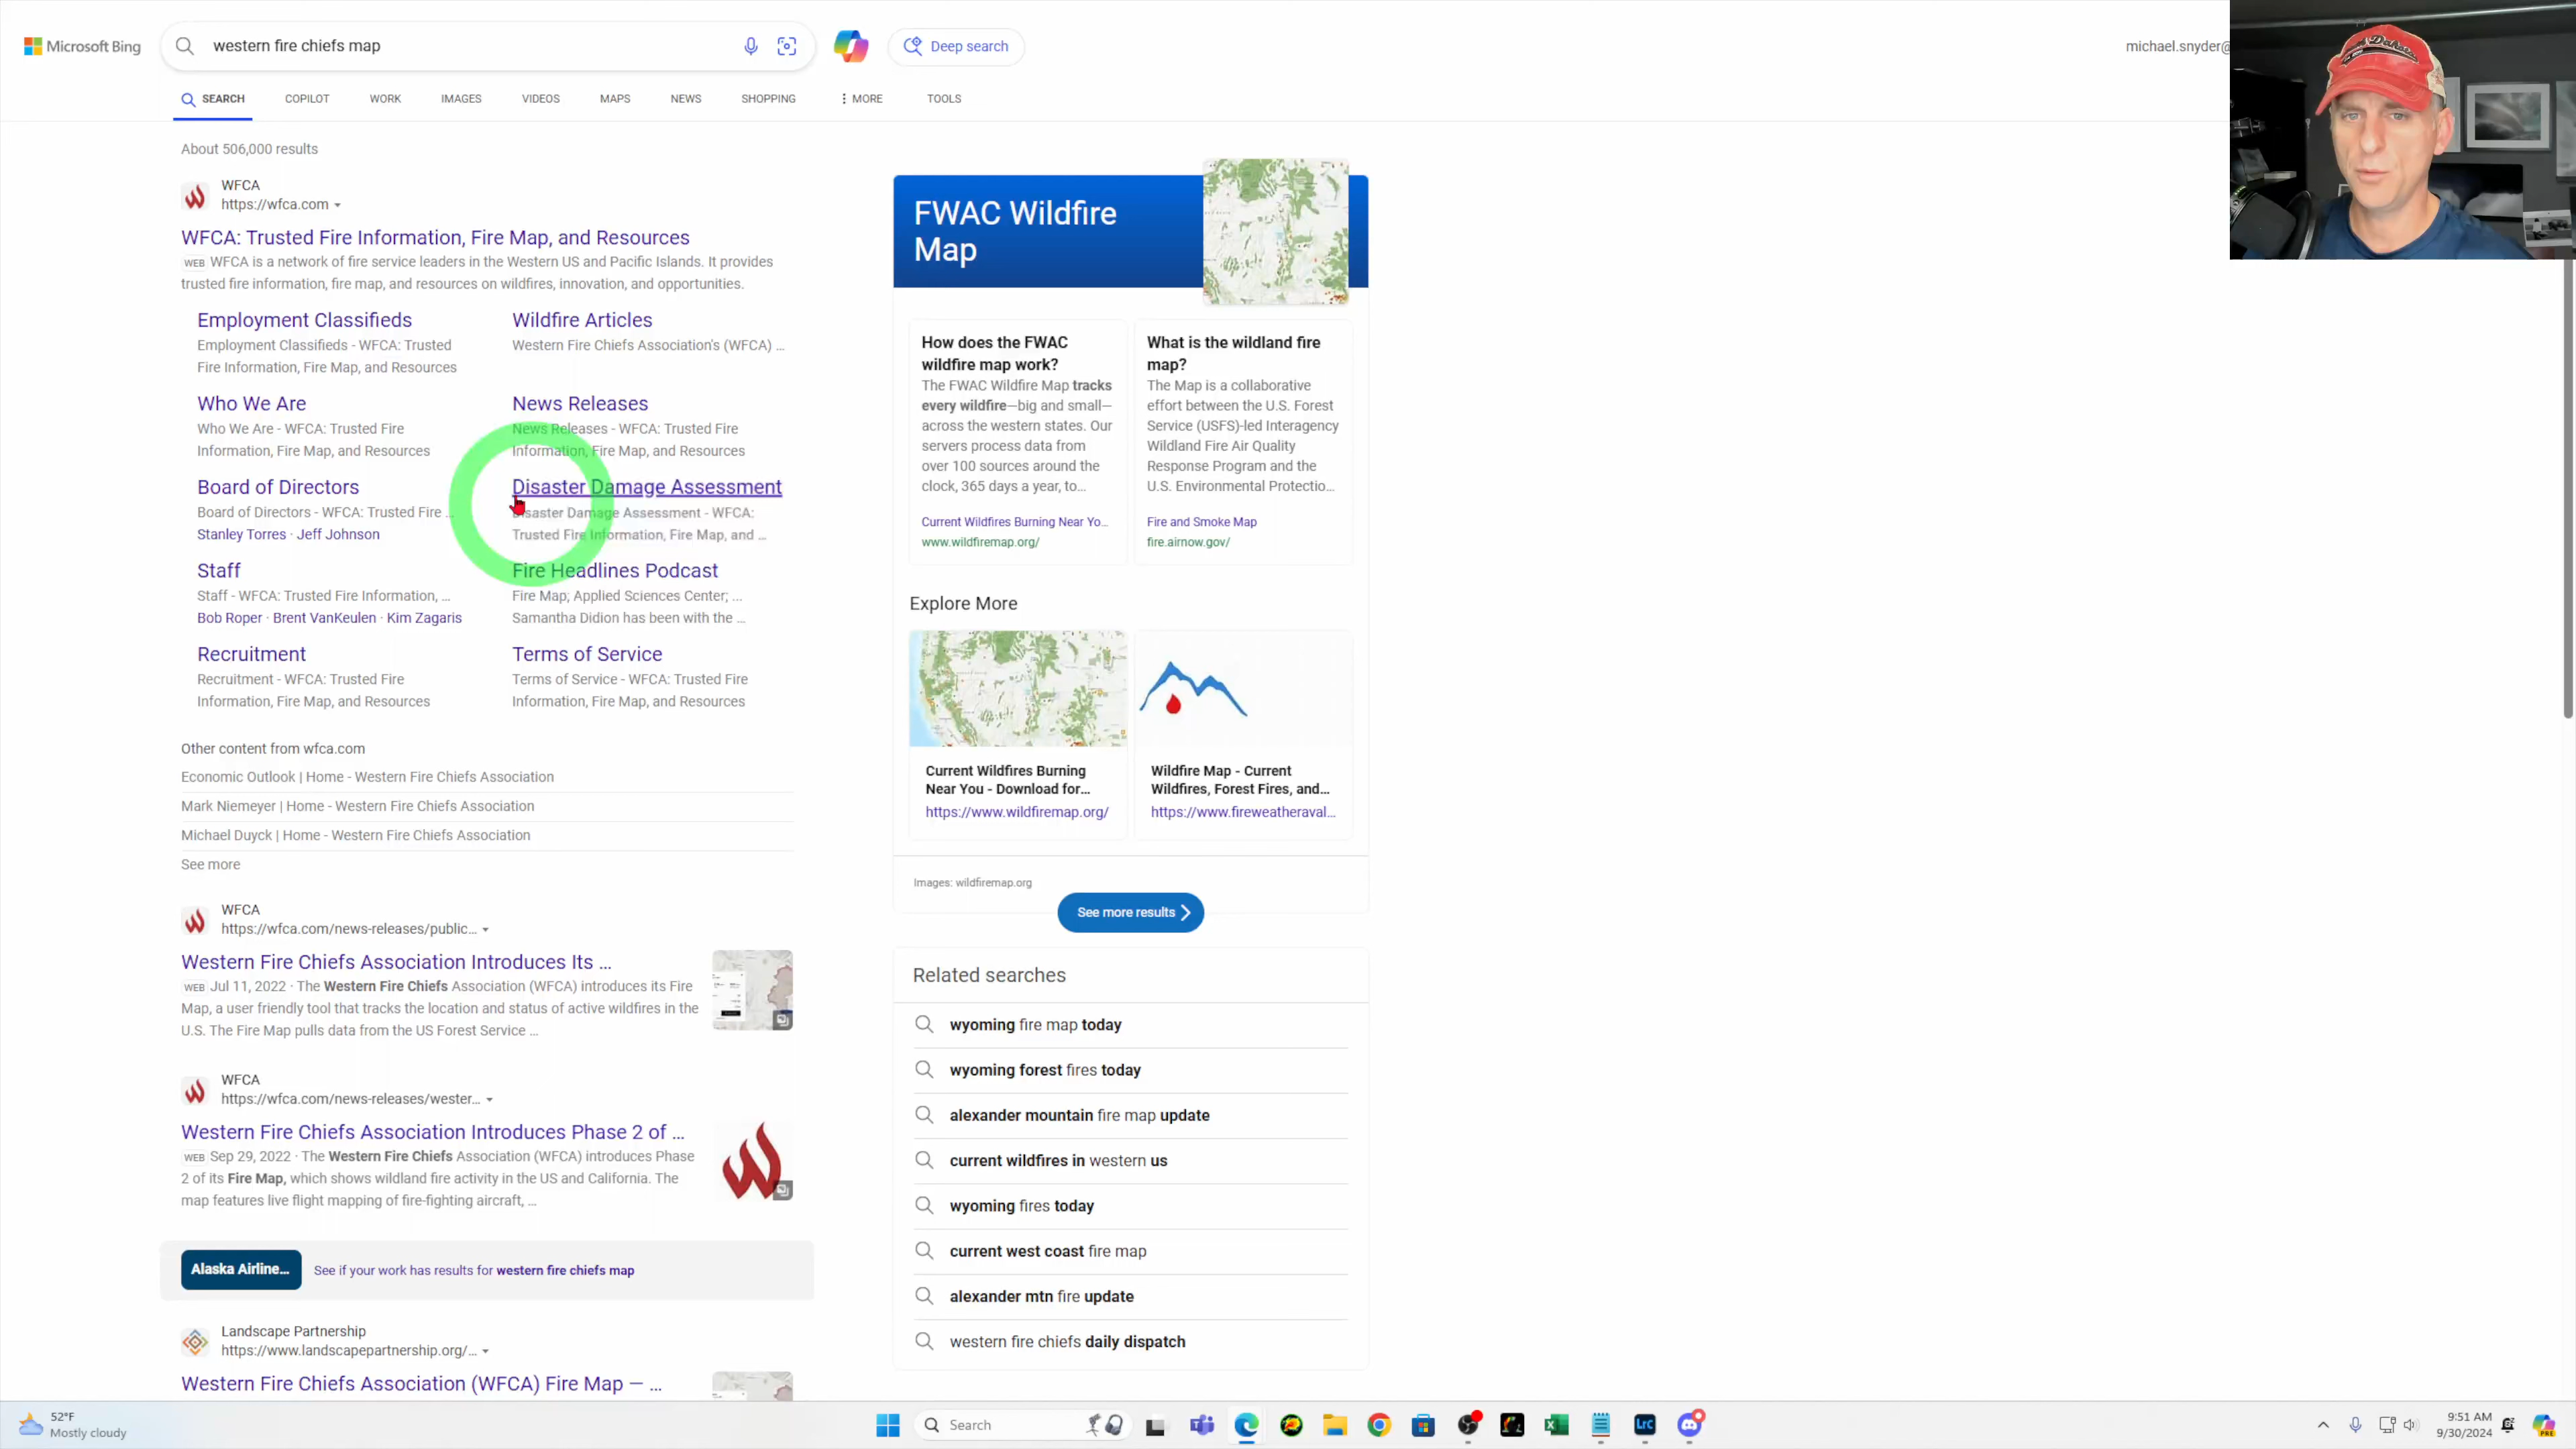 Microsoft Bing
western fire chiefs map
Deep search
michael.snyder@
SEARCH
COPILOT
WORK
IMAGES
VIDEOS
MAPS
NEWS
SHOPPING
MORE
TOOLS
About 506,000 results
WFCA
https://wfca.com
WFCA: Trusted Fire Information, Fire Map, and Resources
WEB WFCA is a network of fire service leaders in the Western US and Pacific Islands. It provides
trusted fire information, fire map, and resources on wildfires, innovation, and opportunities.
Employment Classifieds
Employment Classifieds - WFCA: Trusted
Fire Information, Fire Map, and Resources
Wildfire Articles
Western Fire Chiefs Association's (WFCA) ...
Who We Are
Who We Are - WFCA: Trusted Fire
Information, Fire Map, and Resources
News Releases
News Releases - WFCA: Trusted Fire
Information, Fire Map, and Resources
Board of Directors
Board of Directors - WFCA: Trusted Fire ...
Stanley Torres · Jeff Johnson
Disaster Damage Assessment
Disaster Damage Assessment - WFCA:
Trusted Fire Information, Fire Map, and ...
Staff
Staff - WFCA: Trusted Fire Information, ...
Bob Roper · Brent VanKeulen · Kim Zagaris
Fire Headlines Podcast
Fire Map; Applied Sciences Center; ...
Samantha Didion has been with the ...
Recruitment
Recruitment - WFCA: Trusted Fire
Information, Fire Map, and Resources
Terms of Service
Terms of Service - WFCA: Trusted Fire
Information, Fire Map, and Resources
Other content from wfca.com
Economic Outlook | Home - Western Fire Chiefs Association
Mark Niemeyer | Home - Western Fire Chiefs Association
Michael Duyck | Home - Western Fire Chiefs Association
See more
WFCA
https://wfca.com/news-releases/public...
Western Fire Chiefs Association Introduces Its ...
WEB Jul 11, 2022 · The Western Fire Chiefs Association (WFCA) introduces its Fire
Map, a user friendly tool that tracks the location and status of active wildfires in the
U.S. The Fire Map pulls data from the US Forest Service ...
WFCA
https://wfca.com/news-releases/wester...
Western Fire Chiefs Association Introduces Phase 2 of ...
WEB Sep 29, 2022 · The Western Fire Chiefs Association (WFCA) introduces Phase
2 of its Fire Map, which shows wildland fire activity in the US and California. The
map features live flight mapping of fire-fighting aircraft, ...
Alaska Airline...
See if your work has results for western fire chiefs map
Landscape Partnership
https://www.landscapepartnership.org/...
Western Fire Chiefs Association (WFCA) Fire Map — ...
FWAC Wildfire
Map
How does the FWAC
wildfire map work?
The FWAC Wildfire Map tracks
every wildfire—big and small—
across the western states. Our
servers process data from
over 100 sources around the
clock, 365 days a year, to...
Current Wildfires Burning Near Yo...
www.wildfiremap.org/
What is the wildland fire
map?
The Map is a collaborative
effort between the U.S. Forest
Service (USFS)-led Interagency
Wildland Fire Air Quality
Response Program and the
U.S. Environmental Protectio...
Fire and Smoke Map
fire.airnow.gov/
Explore More
Current Wildfires Burning
Near You - Download for...
https://www.wildfiremap.org/
Wildfire Map - Current
Wildfires, Forest Fires, and...
https://www.fireweatheraval...
Images: wildfiremap.org
See more results
Related searches
wyoming fire map today
wyoming forest fires today
alexander mountain fire map update
current wildfires in western us
wyoming fires today
current west coast fire map
alexander mtn fire update
western fire chiefs daily dispatch
52°F
Mostly cloudy
Search
Lrc
PRE
9:51 AM
9/30/2024